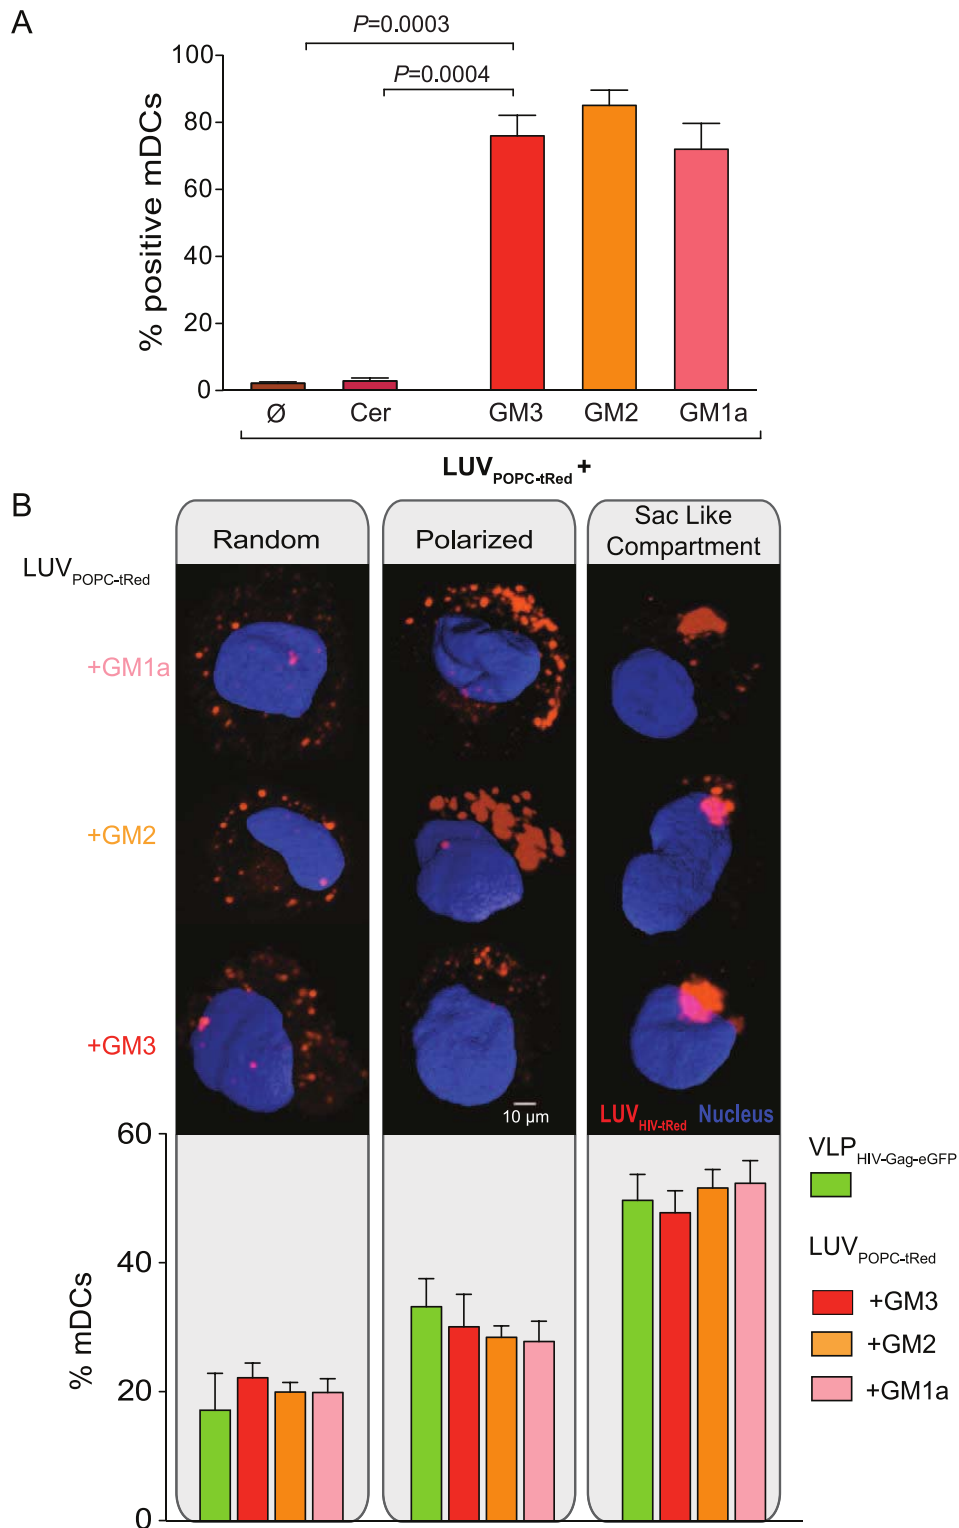 A
P=0.0003
P=0.0004
100
80
60
40
20
0
% positive mDCs
Ø Cer GM3 GM2 GM1a
LUVPOPC-tRed +
B
Random Polarized Sac Like
Compartment
LUVPOPC-tRed
+GM1a
+GM2
+GM3
10 µm
LUVHIV-tRed Nucleus
60
40
20
0
% mDCs
VLPHIV-Gag-eGFP
LUVPOPC-tRed
+GM3
+GM2
+GM1a